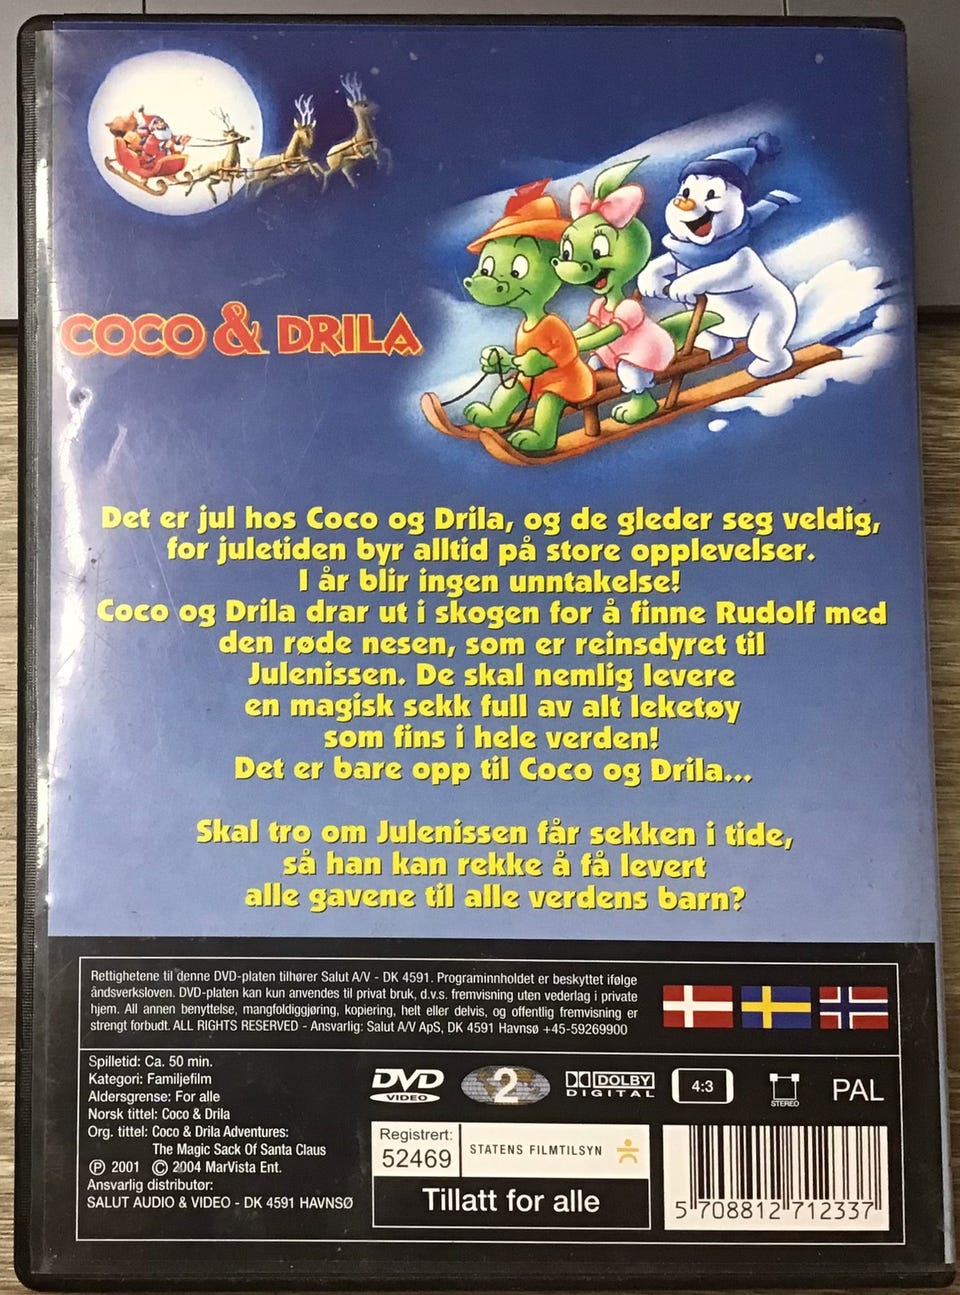 COCO & DRILA
Det er jul hos Coco og Drila, og de gleder seg veldig,
for juletiden byr alltid på store opplevelser.
I år blir ingen unntakelse!
Coco og Drila drar ut i skogen for å finne Rudolf med
den røde nesen, som er reinsdyret til
Julenissen. De skal nemlig levere
en magisk sekk full av alt leketøy
som fins i hele verden!
Det er bare opp til Coco og Drila...
Skal tro om Julenissen får sekken i tide,
så han kan rekke å få levert
alle gavene til alle verdens barn?
Rettighetene til denne DVD-platen tilhører Salut A/V - DK 4591. Programinnholdet er beskyttet ifølge
åndsverksloven. DVD-platen kan kun anvendes til privat bruk, d.v.s. fremvisning uten vederlag i private
hjem. All annen benyttelse, mangfoldiggjøring, kopiering, helt eller delvis, og offentlig fremvisning er
strengt forbudt. ALL RIGHTS RESERVED - Ansvarlig: Salut A/V ApS, DK 4591 Havnsø +45-59269900
Spilletid: Ca. 50 min.
Kategori: Familjefilm
Aldersgrense: For alle
Norsk tittel: Coco & Drila
Org. tittel: Coco & Drila Adventures:
The Magic Sack Of Santa Claus
Ⓟ 2001 © 2004 MarVista Ent.
Ansvarlig distributør:
SALUT AUDIO & VIDEO - DK 4591 HAVNSØ
DVD
VIDEO
2
DOLBY
DIGITAL
4:3
STEREO
PAL
Registrert:
52469
STATENS FILMTILSYN
Tillatt for alle
5 708812 712337